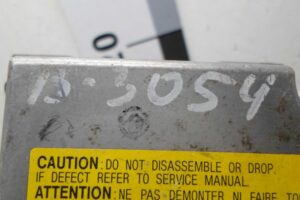 B-3054
CAUTION: DO NOT DISASSEMBLE OR DROP.
IF DEFECT REFER TO SERVICE MANUAL.
ATTENTION: NE PAS DÉMONTER NI FAIRE TO